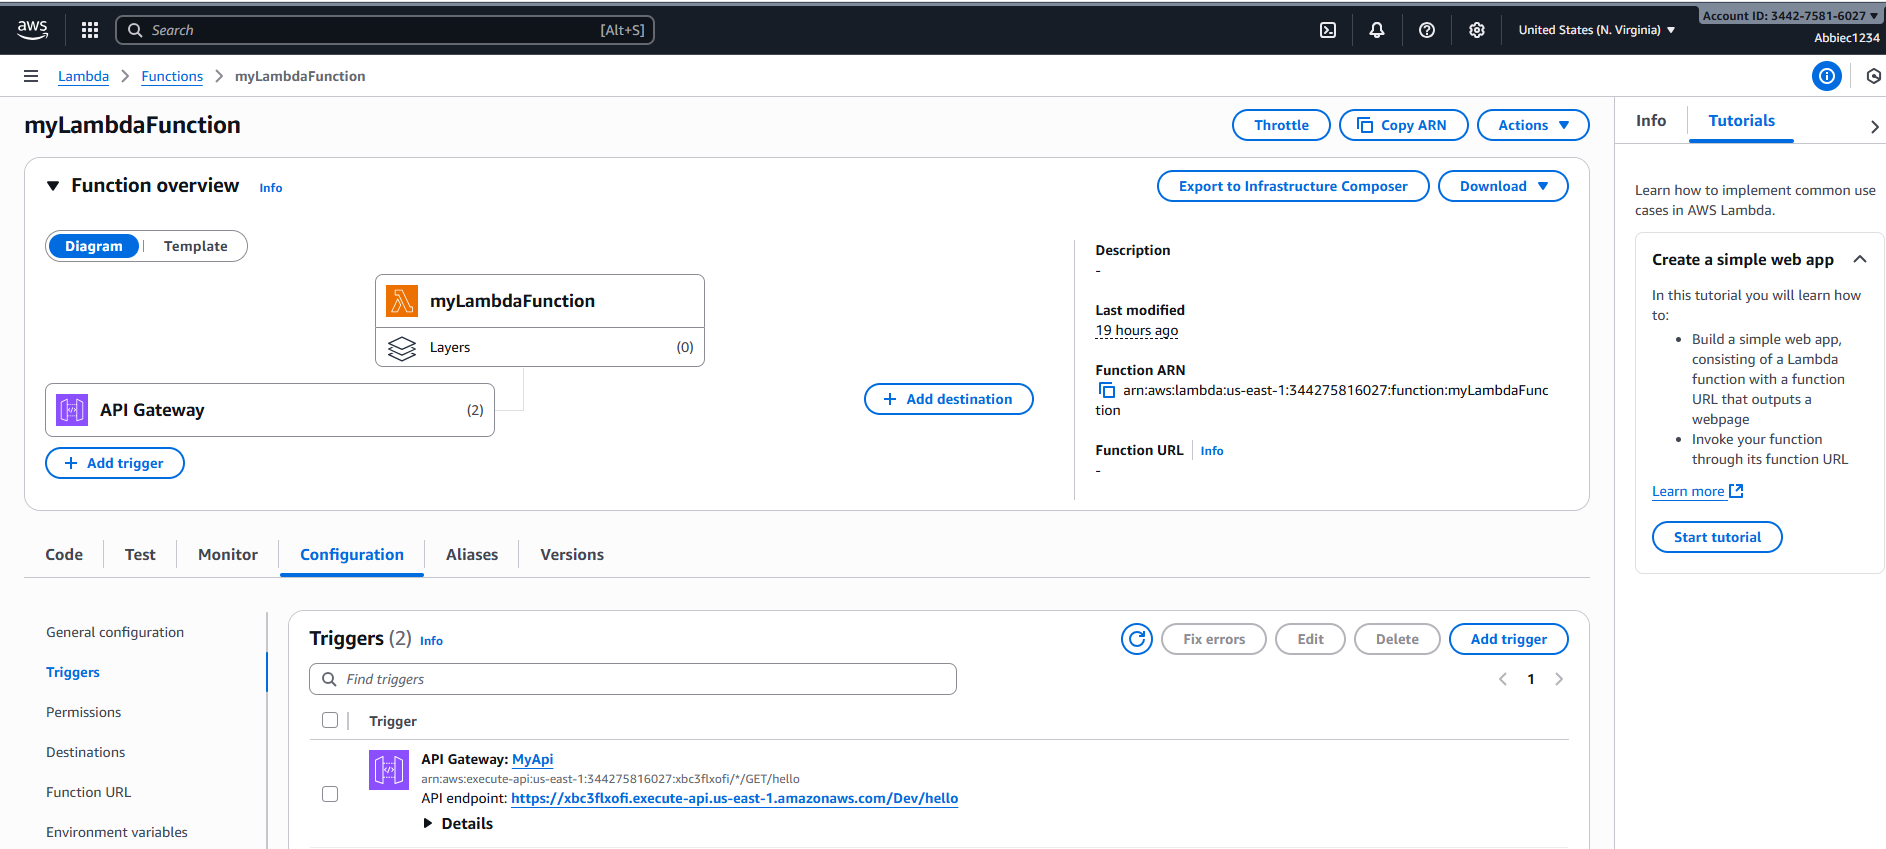 aws
Search
[Alt+S]
United States (N. Virginia)
Account ID: 3442-7581-6027
Abbiec1234
Lambda
Functions
myLambdaFunction
myLambdaFunction
Throttle
Copy ARN
Actions
Info
Tutorials
Function overview
Info
Export to Infrastructure Composer
Download
Learn how to implement common use
cases in AWS Lambda.
Diagram
Template
myLambdaFunction
Layers
(0)
API Gateway
(2)
Add trigger
Add destination
Description
-
Last modified
19 hours ago
Function ARN
arn:aws:lambda:us-east-1:344275816027:function:myLambdaFunc
tion
Function URL
Info
-
Create a simple web app
In this tutorial you will learn how
to:
• Build a simple web app,
consisting of a Lambda
function with a function
URL that outputs a
webpage
• Invoke your function
through its function URL
Learn more
Start tutorial
Code
Test
Monitor
Configuration
Aliases
Versions
General configuration
Triggers
Permissions
Destinations
Function URL
Environment variables
Triggers (2)
Info
Fix errors
Edit
Delete
Add trigger
Find triggers
1
Trigger
API Gateway: MyApi
arn:aws:execute-api:us-east-1:344275816027:xbc3flxofi/*/GET/hello
API endpoint: https://xbc3flxofi.execute-api.us-east-1.amazonaws.com/Dev/hello
Details